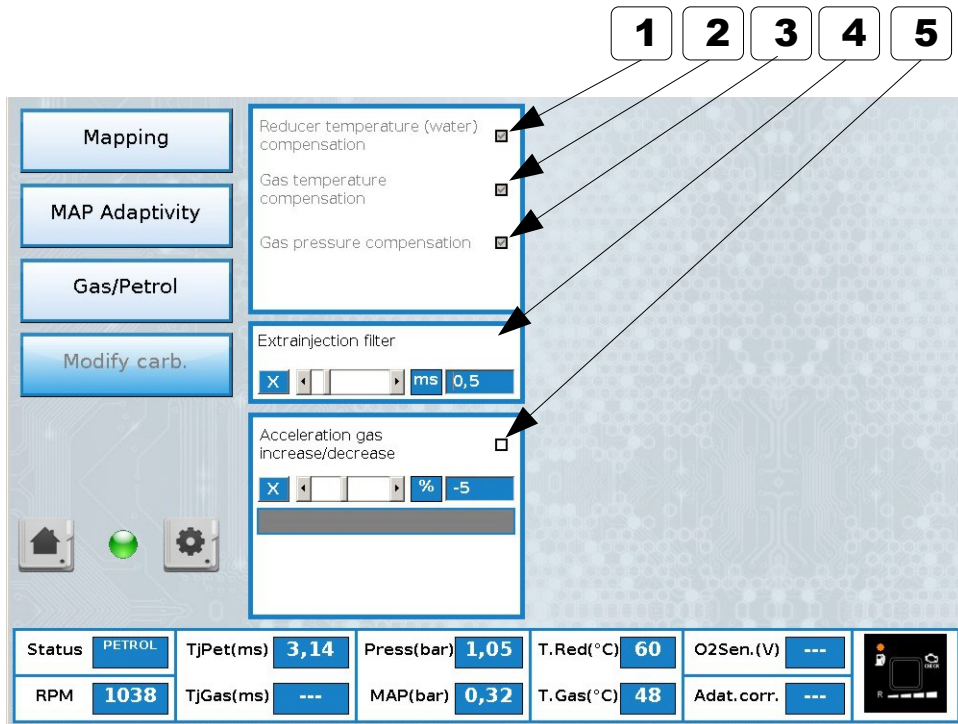 1 2 3 4 5
Mapping
MAP Adaptivity
Gas/Petrol
Modify carb.
Reducer temperature (water)
compensation
Gas temperature
compensation
Gas pressure compensation
Extrainjection filter
X ms 0,5
Acceleration gas
increase/decrease
X % -5
Status PETROL TjPet(ms) 3,14 Press(bar) 1,05 T.Red(°C) 60 O2Sen.(V) ---
RPM 1038 TjGas(ms) --- MAP(bar) 0,32 T.Gas(°C) 48 Adat.corr. ---
CHECK
R